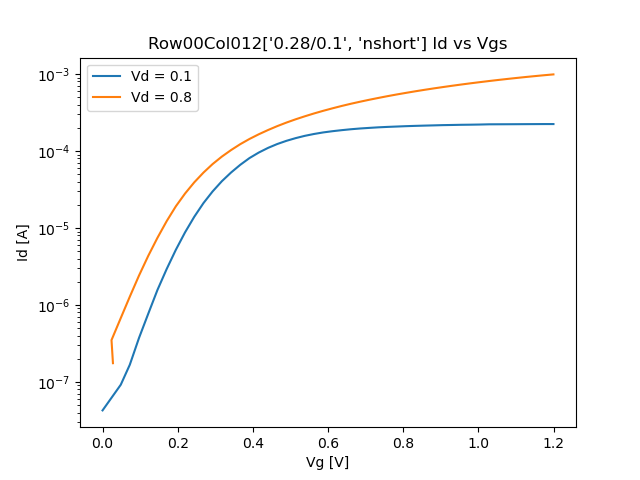 Row00Col012['0.28/0.1', 'nshort'] Id vs Vgs
Vd = 0.1
Vd = 0.8
Id [A]
10⁻³
10⁻⁴
10⁻⁵
10⁻⁶
10⁻⁷
0.0 0.2 0.4 0.6 0.8 1.0 1.2
Vg [V]